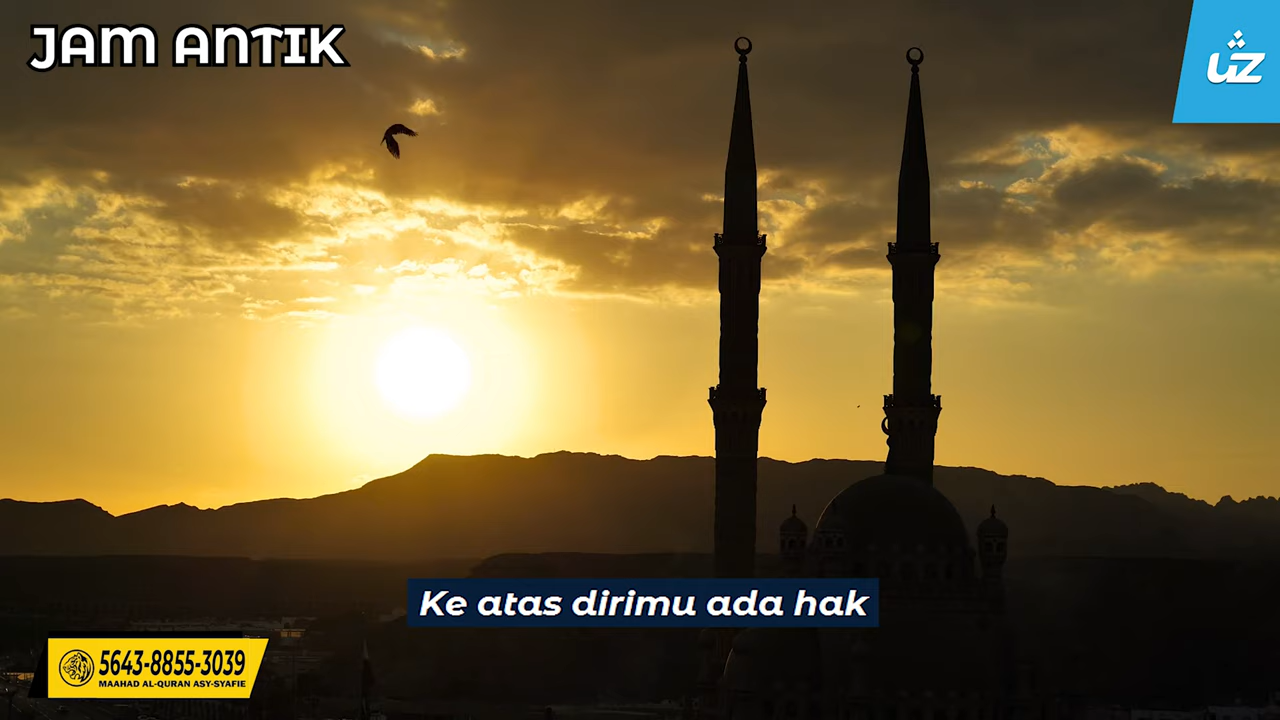 JAM ANTIK
Ke atas dirimu ada hak
5643-8855-3039
MAAHAD AL-QURAN ASY-SYAFIE